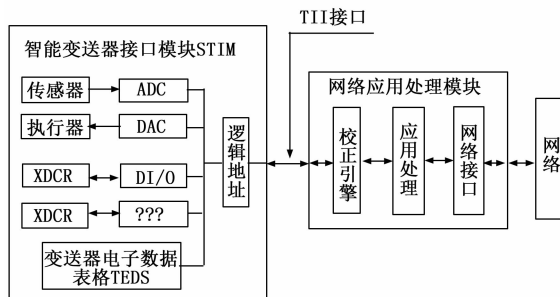 TII接口
智能变送器接口模块STIM
传感器
ADC
执行器
DAC
XDCR
DI/O
XDCR
???
变送器电子数据
表格TEDS
逻辑地址
网络应用处理模块
校正引擎
应用处理
网络接口
网络